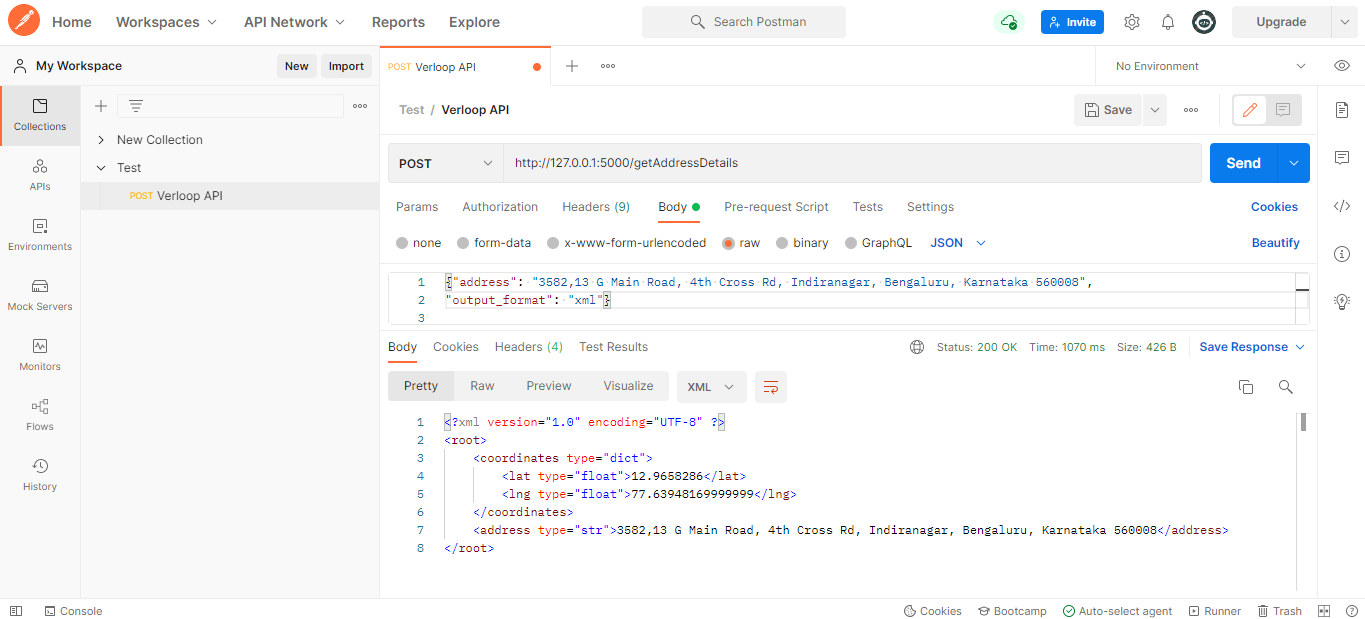 Home Workspaces API Network Reports Explore Search Postman Invite Upgrade
My Workspace New Import POST Verloop API No Environment
Collections
APIs
Environments
Mock Servers
Monitors
Flows
History
New Collection
Test
POST Verloop API
Test / Verloop API Save
POST http://127.0.0.1:5000/getAddressDetails Send
Params Authorization Headers (9) Body Pre-request Script Tests Settings Cookies
none form-data x-www-form-urlencoded raw binary GraphQL JSON Beautify
1 {"address": "3582,13 G Main Road, 4th Cross Rd, Indiranagar, Bengaluru, Karnataka 560008",
2 "output_format": "xml"}
3
Body Cookies Headers (4) Test Results Status: 200 OK Time: 1070 ms Size: 426 B Save Response
Pretty Raw Preview Visualize XML
1 <?xml version="1.0" encoding="UTF-8" ?>
2 <root>
3 <coordinates type="dict">
4 <lat type="float">12.9658286</lat>
5 <lng type="float">77.63948169999999</lng>
6 </coordinates>
7 <address type="str">3582,13 G Main Road, 4th Cross Rd, Indiranagar, Bengaluru, Karnataka 560008</address>
8 </root>
Console Cookies Bootcamp Auto-select agent Runner Trash